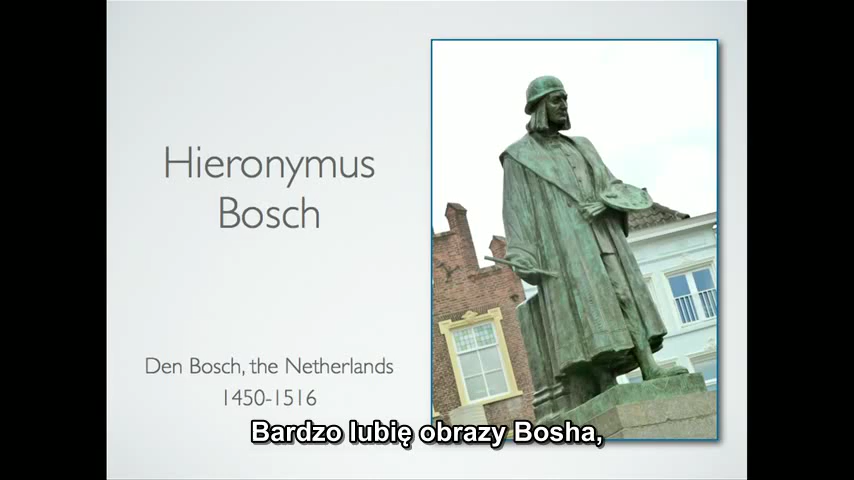 Hieronymus
Bosch
Den Bosch, the Netherlands
1450-1516
Bardzo lubię obrazy Bosha,